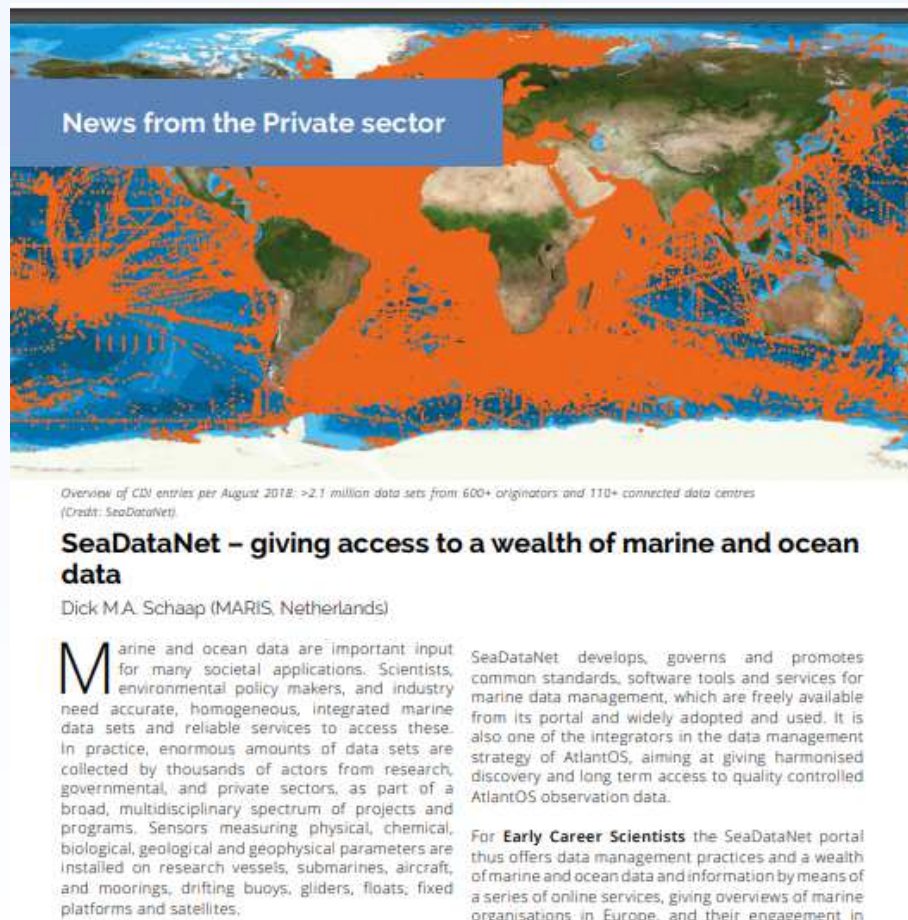 News from the Private sector
Overview of CDI entries per August 2018: >2.1 million data sets from 600+ originators and 110+ connected data centres
(Credit: SeaDataNet).
SeaDataNet – giving access to a wealth of marine and ocean
data
Dick M.A. Schaap (MARIS, Netherlands)
Marine and ocean data are important input
for many societal applications. Scientists,
environmental policy makers, and industry
need accurate, homogeneous, integrated marine
data sets and reliable services to access these.
In practice, enormous amounts of data sets are
collected by thousands of actors from research,
governmental, and private sectors, as part of a
broad, multidisciplinary spectrum of projects and
programs. Sensors measuring physical, chemical,
biological, geological and geophysical parameters are
installed on research vessels, submarines, aircraft,
and moorings, drifting buoys, gliders, floats, fixed
platforms and satellites.
SeaDataNet develops, governs and promotes
common standards, software tools and services for
marine data management, which are freely available
from its portal and widely adopted and used. It is
also one of the integrators in the data management
strategy of AtlantOS, aiming at giving harmonised
discovery and long term access to quality controlled
AtlantOS observation data.
For Early Career Scientists the SeaDataNet portal
thus offers data management practices and a wealth
of marine and ocean data and information by means of
a series of online services, giving overviews of marine
organisations in Europe, and their engagement in